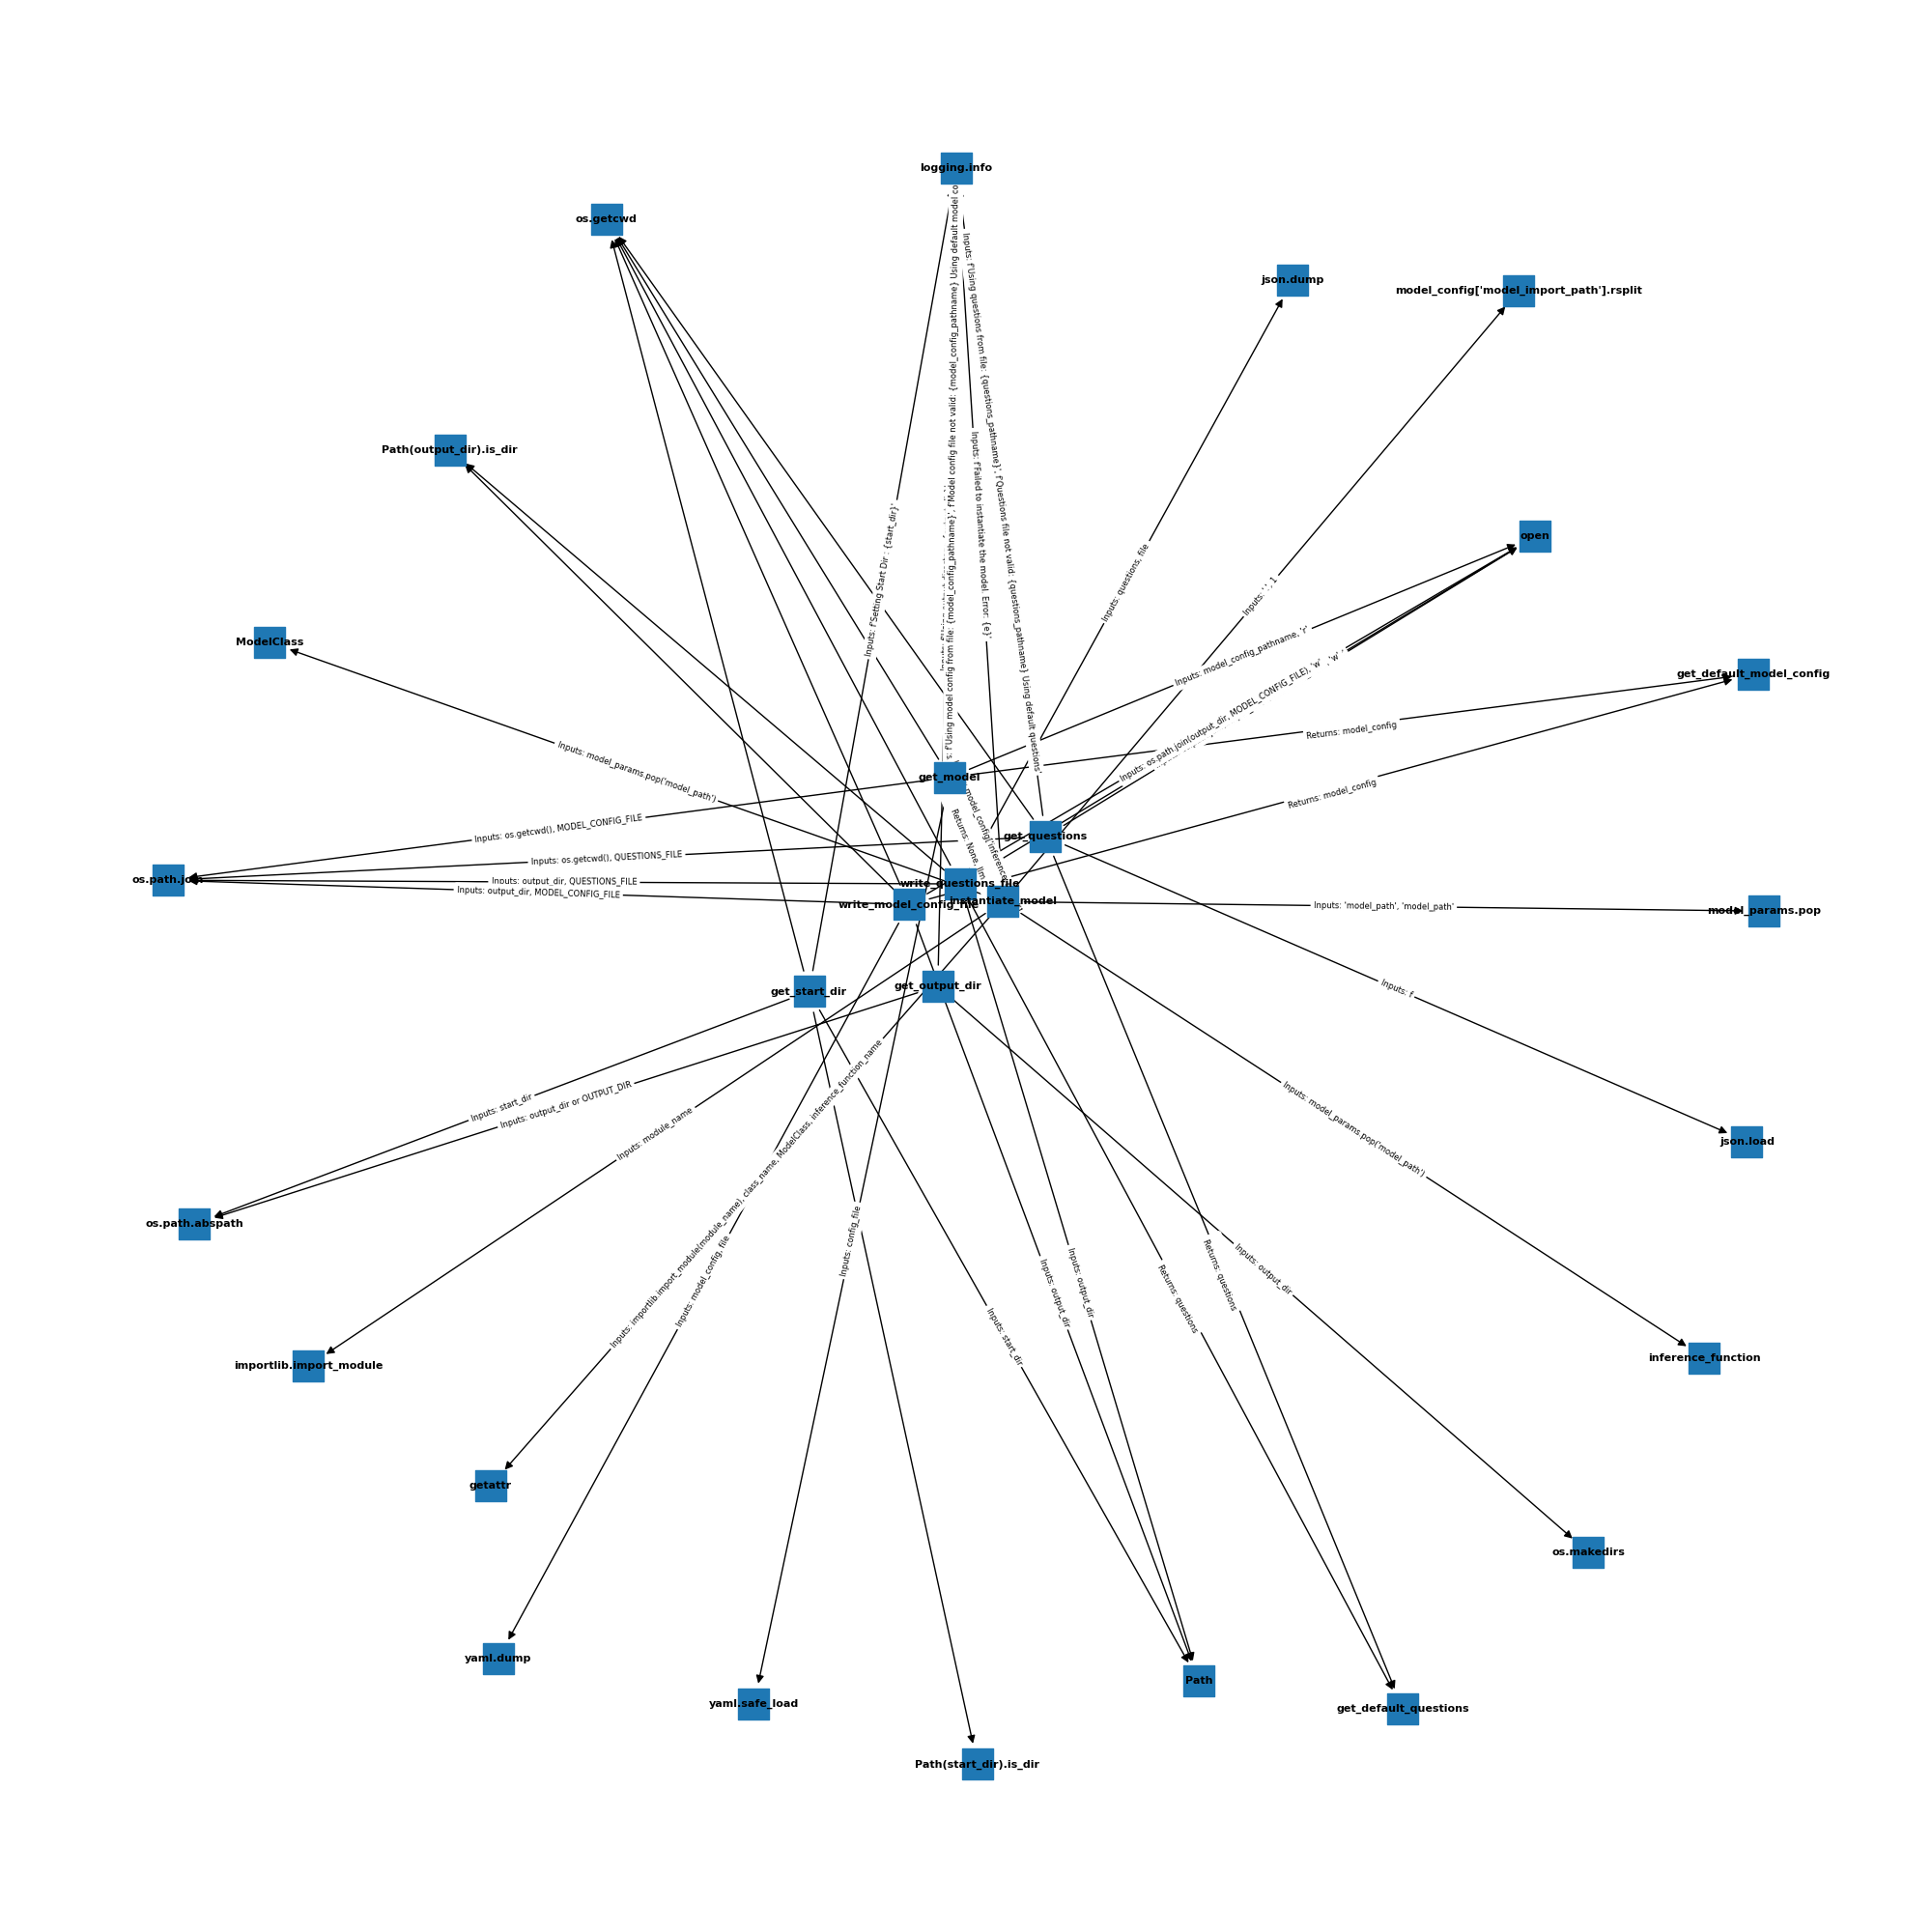 logging.info
os.getcwd
json.dump
model_config['model_import_path'].rsplit
Path(output_dir).is_dir
open
ModelClass
get_default_model_config
get_model
get_questions
os.path.join
write_questions_file
write_model_config_file
instantiate_model
model_params.pop
get_start_dir
get_output_dir
json.load
os.path.abspath
importlib.import_module
inference_function
getattr
os.makedirs
yaml.dump
yaml.safe_load
Path
get_default_questions
Path(start_dir).is_dir
Inputs: f'Setting Start Dir : {start_dir}'
s: f'Using model config from file: {model_config_pathname}', f'Model config file not valid: {model_config_pathname} Using default model co
Inputs: f'Failed to instantiate the model. Error: {e}'
Inputs: f'Using questions from file: {questions_pathname}', f'Questions file not valid: {questions_pathname} Using default questions'
Inputs: questions, file
Inputs: '.', 1
Inputs: model_config_pathname, 'r'
Inputs: os.path.join(output_dir, MODEL_CONFIG_FILE), 'w'
Returns: model_config
Returns: model_config
Inputs: model_params.pop('model_path')
Inputs: os.getcwd(), MODEL_CONFIG_FILE
Inputs: os.getcwd(), QUESTIONS_FILE
Inputs: output_dir, QUESTIONS_FILE
Inputs: output_dir, MODEL_CONFIG_FILE
Returns: None, llm
model_config['inference
Inputs: 'model_path', 'model_path'
Inputs: f
Inputs: start_dir
Inputs: output_dir or OUTPUT_DIR
Inputs: module_name
Inputs: importlib.import_module(module_name), class_name, ModelClass, inference_function_name
Inputs: model_config, file
Inputs: config_file
Inputs: start_dir
Inputs: output_dir
Inputs: output_dir
Returns: questions
Returns: questions
Inputs: output_dir
Inputs: model_params.pop('model_path')